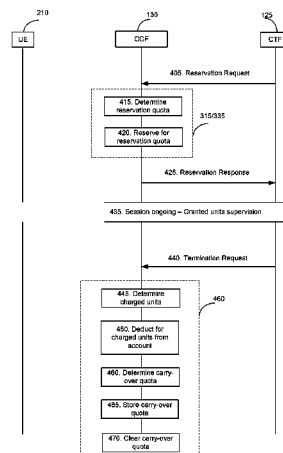 210
130
125
UE
OCF
CTF
405. Reservation Request
415. Determine
reservation quota
420. Reserve for
reservation quota
315/335
425. Reservation Response
435. Session ongoing – Granted units supervision
440. Termination Request
445. Determine
charged units
460
450. Deduct for
charged units from
account
460. Determine carry-
over quota
465. Store carry-over
quota
470. Clear carry-over
quota